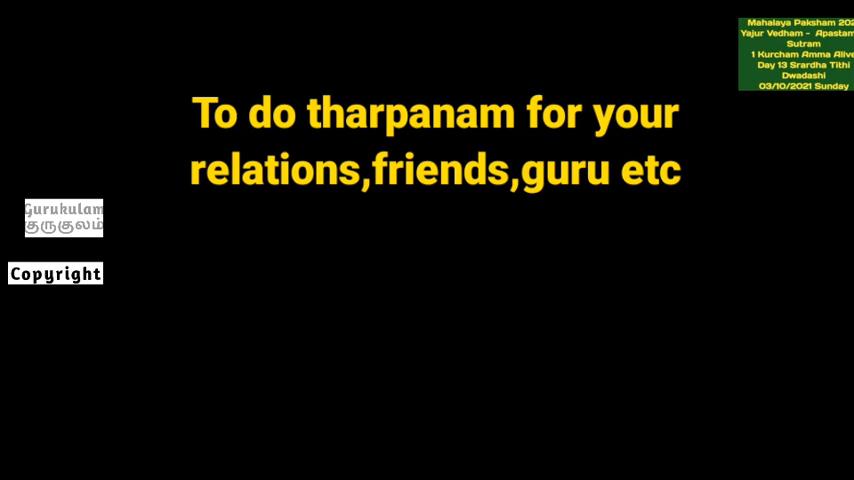 Mahalaya Paksham 202
Yajur Vedham - Apastam
Sutram
1 Kurcham Amma Alive
Day 13 Srardha Tithi
Dwadashi
03/10/2021 Sunday
To do tharpanam for your
relations,friends,guru etc
Gurukulam
குருகுலம்
Copyright